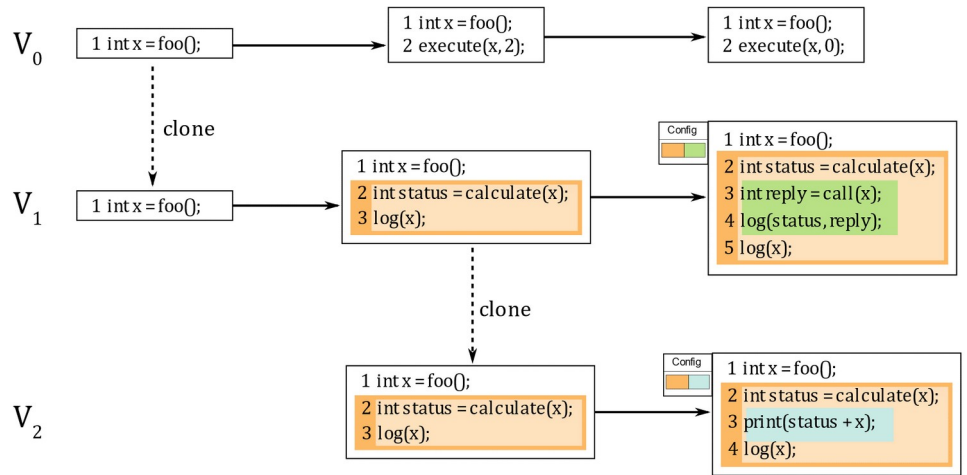 V0
1 int x = foo();
1 int x = foo();
2 execute(x, 2);
1 int x = foo();
2 execute(x, 0);
clone
V1
1 int x = foo();
1 int x = foo();
2 int status = calculate(x);
3 log(x);
Config
1 int x = foo();
2 int status = calculate(x);
3 int reply = call(x);
4 log(status, reply);
5 log(x);
clone
V2
1 int x = foo();
2 int status = calculate(x);
3 log(x);
Config
1 int x = foo();
2 int status = calculate(x);
3 print(status + x);
4 log(x);